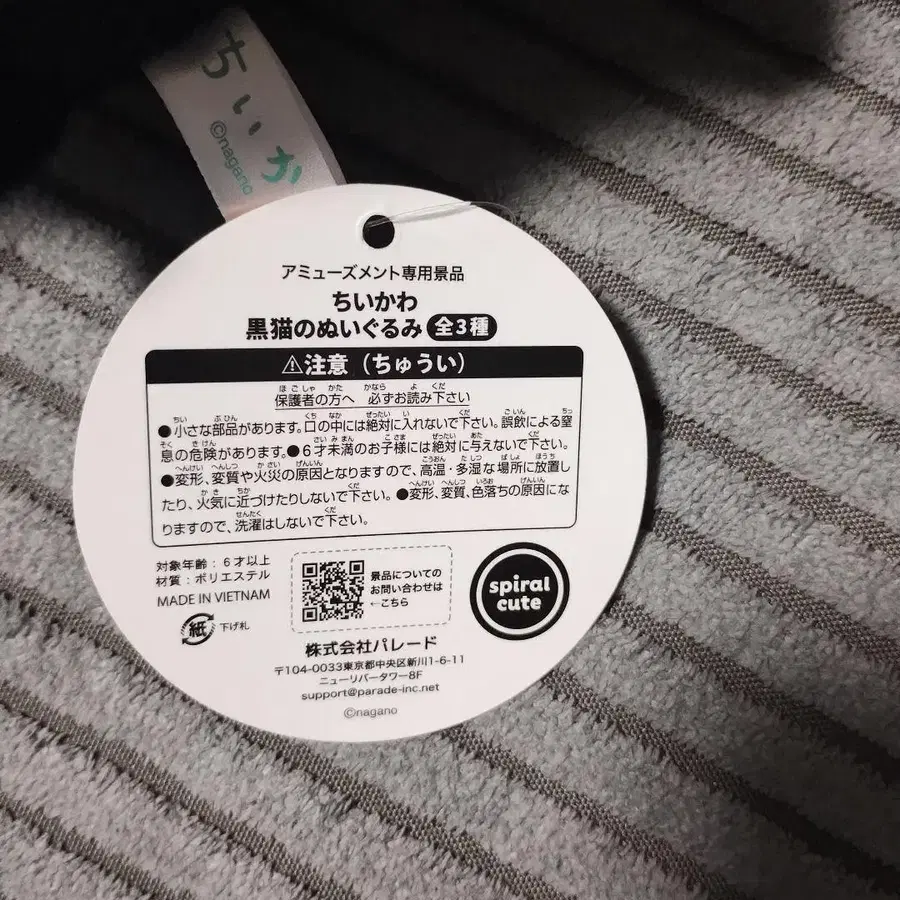 ちいか
©nagano
アミューズメント専用景品
ちいかわ
黒猫のぬいぐるみ 全3種
⚠注意（ちゅうい）
保護者の方へ 必ずお読み下さい
●小さな部品があります。口の中には絶対に入れないで下さい。誤飲による窒
息の危険があります。●6才未満のお子様には絶対に与えないで下さい。
●変形、変質や火災の原因となりますので、高温・多湿な場所に放置し
たり、火気に近づけたりしないで下さい。●変形、変質、色落ちの原因にな
りますので、洗濯はしないで下さい。
対象年齢：6才以上
材質：ポリエステル
MADE IN VIETNAM
紙 下げ札
景品についての
お問い合わせは
←こちら
spiral
cute
株式会社パレード
〒104-0033東京都中央区新川1-6-11
ニューリバータワー8F
support@parade-inc.net
©nagano